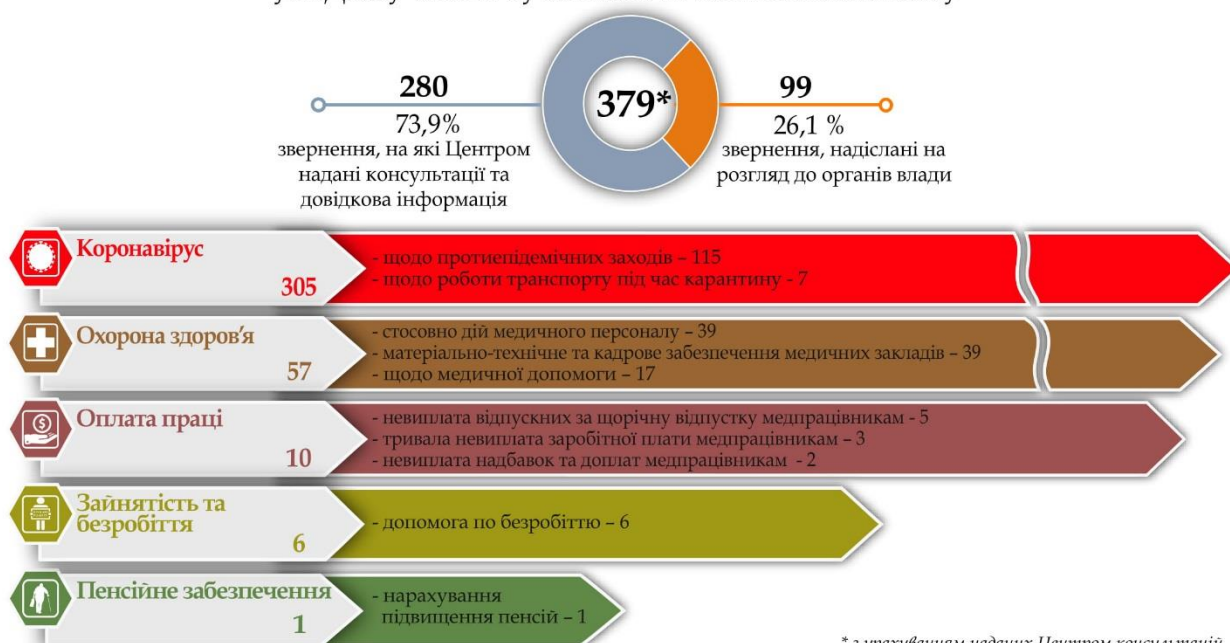 379*
280
73,9%
звернення, на які Центром
надані консультації та
довідкова інформація
99
26,1 %
звернення, надіслані на
розгляд до органів влади
Коронавірус
305
- щодо протиепідемічних заходів – 115
- щодо роботи транспорту під час карантину - 7
Охорона здоров'я
57
- стосовно дій медичного персоналу – 39
- матеріально-технічне та кадрове забезпечення медичних закладів - 39
- щодо медичної допомоги – 17
Оплата праці
10
- невиплата відпускних за щорічну відпустку медпрацівникам - 5
- тривала невиплата заробітної плати медпрацівникам – 3
- невиплата надбавок та доплат медпрацівникам - 2
Зайнятість та
безробіття
6
- допомога по безробіттю – 6
Пенсійне забезпечення
1
- нарахування
підвищення пенсій – 1
* з урахуванням наданих Центром консультацій